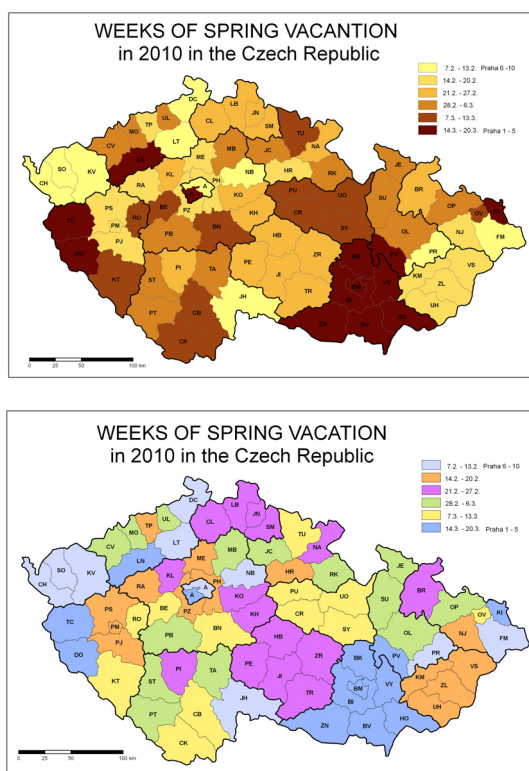 WEEKS OF SPRING VACANTION
in 2010 in the Czech Republic
7.2. - 13.2. Praha 6 -10
14.2. - 20.2.
21.2. - 27.2.
28.2. - 6.3.
7.3. - 13.3.
14.3. - 20.3. Praha 1 - 5
DC
LB
CL
JN
SM
TP
UL
MO
CV
LT
TU
LN
ME
MB
JC
NA
SO
KV
CH
RA
KL
A
PH
NB
HR
RK
JE
TC
PS
RO
BE
PZ
KO
PU
UO
SU
BR
PM
PJ
PB
BN
KH
CR
SY
OP
OV
KI
DO
HB
OL
NJ
FM
KT
ST
PI
TA
PE
ZR
JI
PR
PV
BK
KM
VS
PT
CB
JH
TR
BM
BI
VY
ZL
UH
CK
ZN
BV
HO
0 25 50 100 km
WEEKS OF SPRING VACATION
in 2010 in the Czech Republic
7.2. - 13.2. Praha 6 - 10
14.2. - 20.2.
21.2. - 27.2.
28.2. - 6.3.
7.3. - 13.3.
14.3. - 20.3. Praha 1 - 5
DC
LB
CL
JN
SM
TP
UL
MO
CV
LT
TU
LN
ME
MB
JC
NA
SO
KV
CH
RA
KL
A
A
PH
NB
HR
RK
JE
TC
PS
RO
BE
PZ
KO
PU
UO
SU
BR
PM
PJ
PB
BN
KH
CR
SY
OP
OV
KI
DO
HB
OL
NJ
FM
KT
ST
PI
TA
PE
ZR
JI
PR
PV
BK
KM
VS
PT
CB
JH
TR
BM
BI
VY
ZL
UH
CK
ZN
BV
HO
0 25 50 100 km